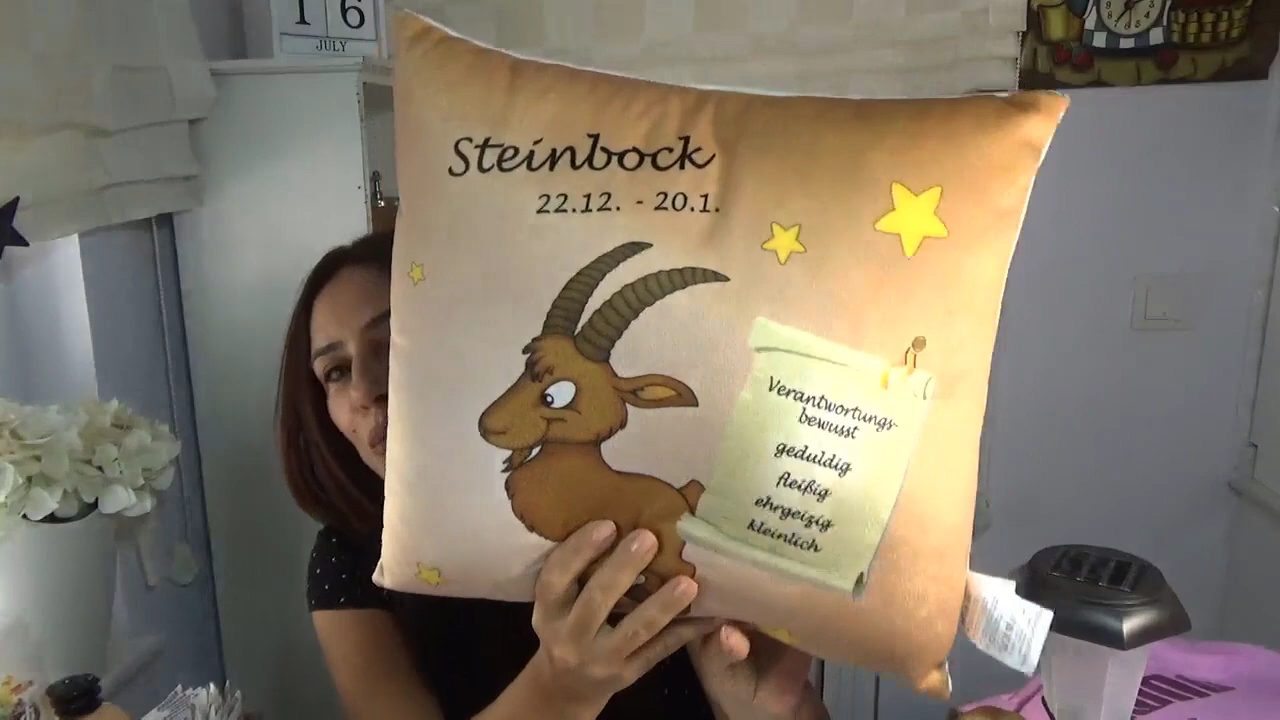 16
JULY
Steinbock
22.12. - 20.1.
Verantwortungs-
bewusst
geduldig
fleißig
ehrgeizig
kleinlich